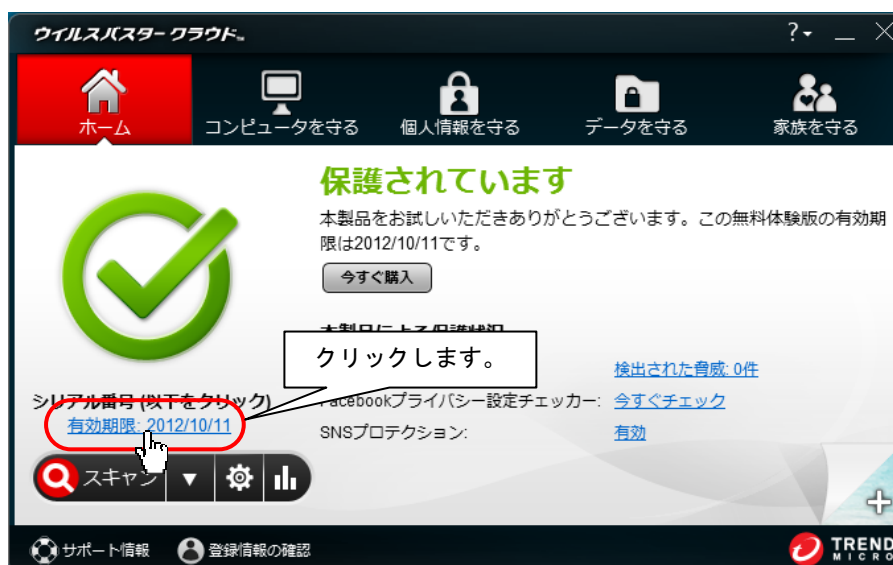 ウイルスバスター クラウド™
?
ホーム
コンピュータを守る
個人情報を守る
データを守る
家族を守る
保護されています
本製品をお試しいただきありがとうございます。この無料体験版の有効期
限は2012/10/11です。
今すぐ購入
クリックします。
検出された脅威: 0件
シリアル番号 (以下をクリック)
Facebookプライバシー設定チェッカー: 今すぐチェック
有効期限: 2012/10/11
SNSプロテクション: 有効
スキャン
サポート情報
登録情報の確認
TREND
MICRO